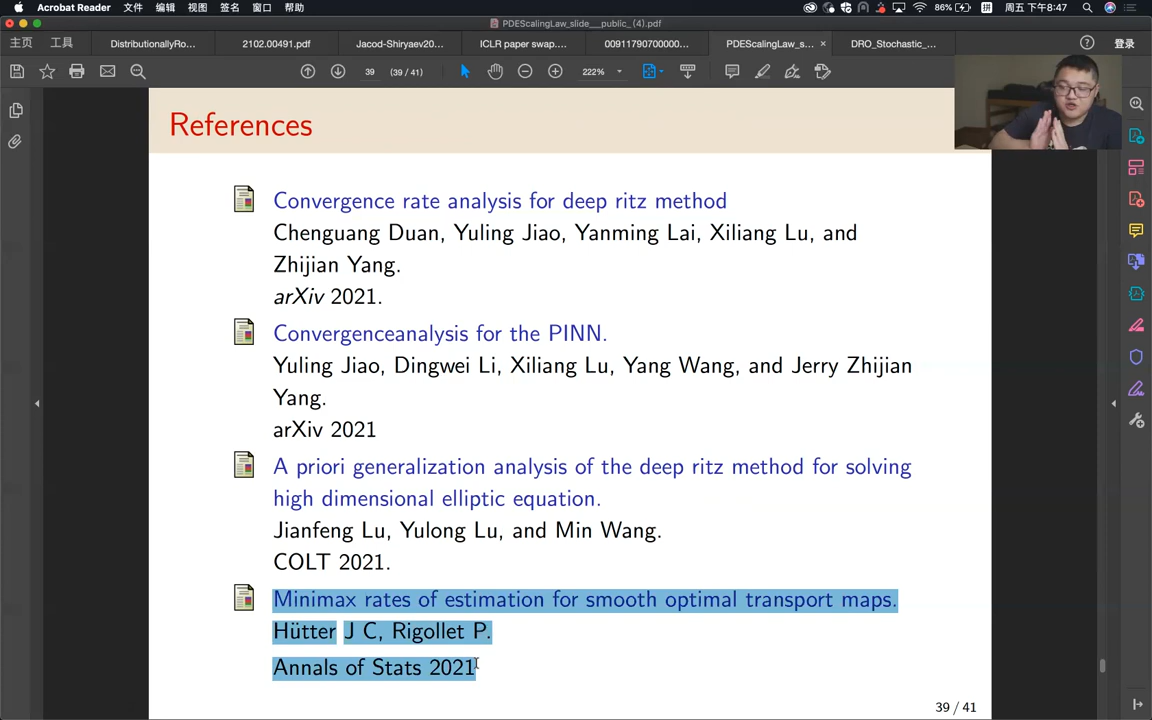 Acrobat Reader 文件 编辑 视图 签名 窗口 帮助 86% 拼 周五 下午8:47
PDEScalingLaw_slide__public_(4).pdf
主页 工具 DistributionallyRo... 2102.00491.pdf Jacod-Shiryaev20... ICLR paper swap.... 00911790700000... PDEScalingLaw_s... × DRO_Stochastic_... 登录
39 (39 / 41) 222%
References
Convergence rate analysis for deep ritz method
Chenguang Duan, Yuling Jiao, Yanming Lai, Xiliang Lu, and
Zhijian Yang.
arXiv 2021.
Convergenceanalysis for the PINN.
Yuling Jiao, Dingwei Li, Xiliang Lu, Yang Wang, and Jerry Zhijian
Yang.
arXiv 2021
A priori generalization analysis of the deep ritz method for solving
high dimensional elliptic equation.
Jianfeng Lu, Yulong Lu, and Min Wang.
COLT 2021.
Minimax rates of estimation for smooth optimal transport maps.
Hütter J C, Rigollet P.
Annals of Stats 2021
39 / 41